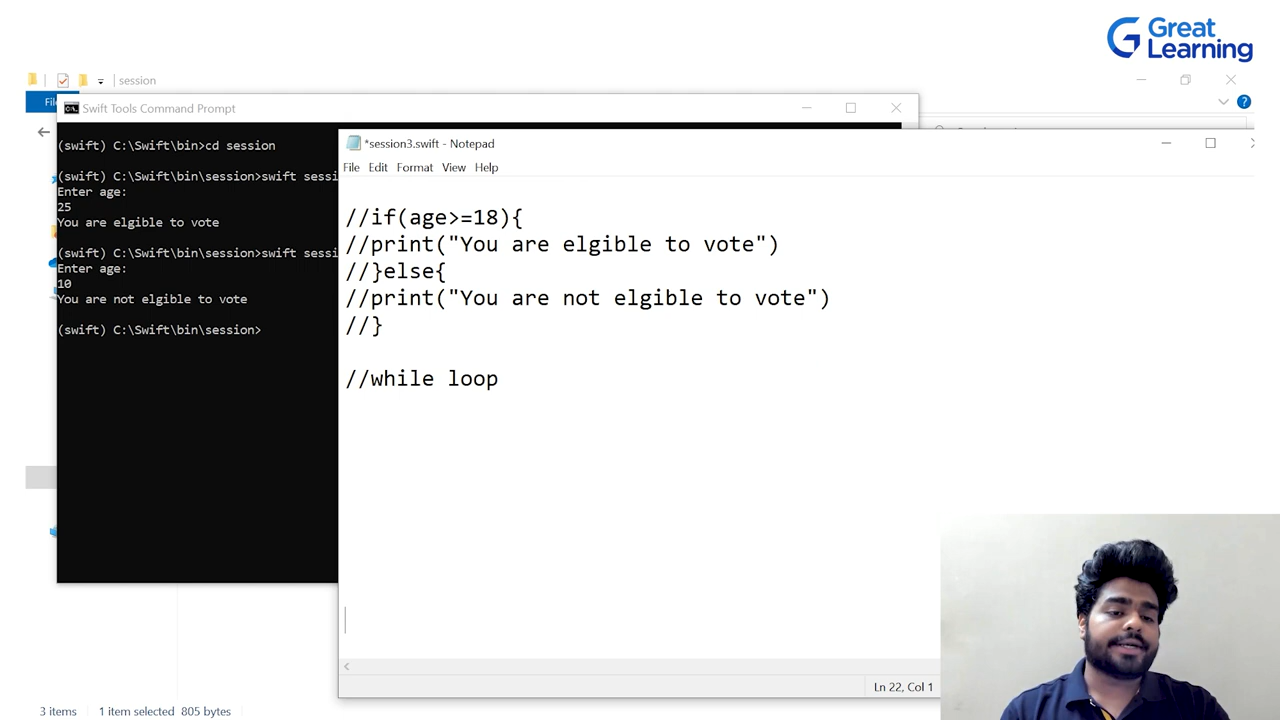 Great
Learning
session
Fil
Swift Tools Command Prompt
(swift) C:\Swift\bin>cd session
(swift) C:\Swift\bin\session>swift sessi
Enter age:
25
You are elgible to vote
(swift) C:\Swift\bin\session>swift sessi
Enter age:
10
You are not elgible to vote
(swift) C:\Swift\bin\session>
*session3.swift - Notepad
File Edit Format View Help
//if(age>=18){
//print("You are elgible to vote")
//}else{
//print("You are not elgible to vote")
//}
//while loop
Ln 22, Col 1
3 items 1 item selected 805 bytes